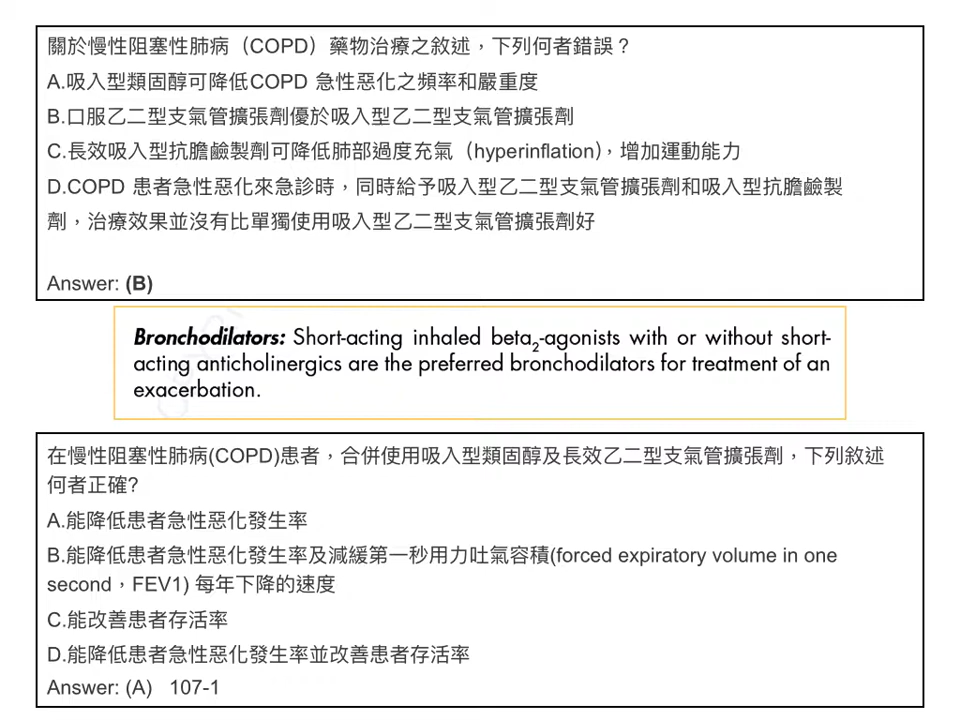 關於慢性阻塞性肺病（COPD）藥物治療之敘述，下列何者錯誤？
A.吸入型類固醇可降低COPD 急性惡化之頻率和嚴重度
B.口服乙二型支氣管擴張劑優於吸入型乙二型支氣管擴張劑
C.長效吸入型抗膽鹼製劑可降低肺部過度充氣（hyperinflation)，增加運動能力
D.COPD 患者急性惡化來急診時，同時給予吸入型乙二型支氣管擴張劑和吸入型抗膽鹼製
劑，治療效果並沒有比單獨使用吸入型乙二型支氣管擴張劑好
Answer: (B)
Bronchodilators: Short-acting inhaled beta2-agonists with or without short-
acting anticholinergics are the preferred bronchodilators for treatment of an
exacerbation.
在慢性阻塞性肺病(COPD)患者，合併使用吸入型類固醇及長效乙二型支氣管擴張劑，下列敘述
何者正確?
A.能降低患者急性惡化發生率
B.能降低患者急性惡化發生率及減緩第一秒用力吐氣容積(forced expiratory volume in one
second，FEV1) 每年下降的速度
C.能改善患者存活率
D.能降低患者急性惡化發生率並改善患者存活率
Answer: (A) 107-1